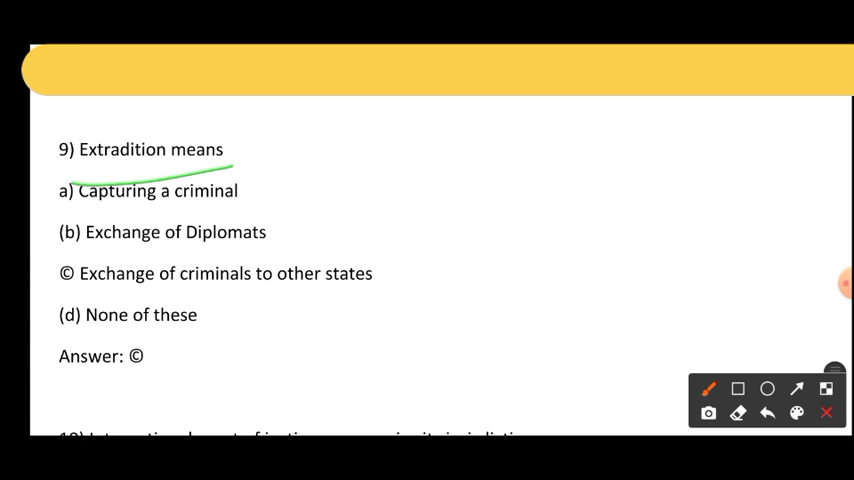 9) Extradition means
a) Capturing a criminal
(b) Exchange of Diplomats
© Exchange of criminals to other states
(d) None of these
Answer: ©